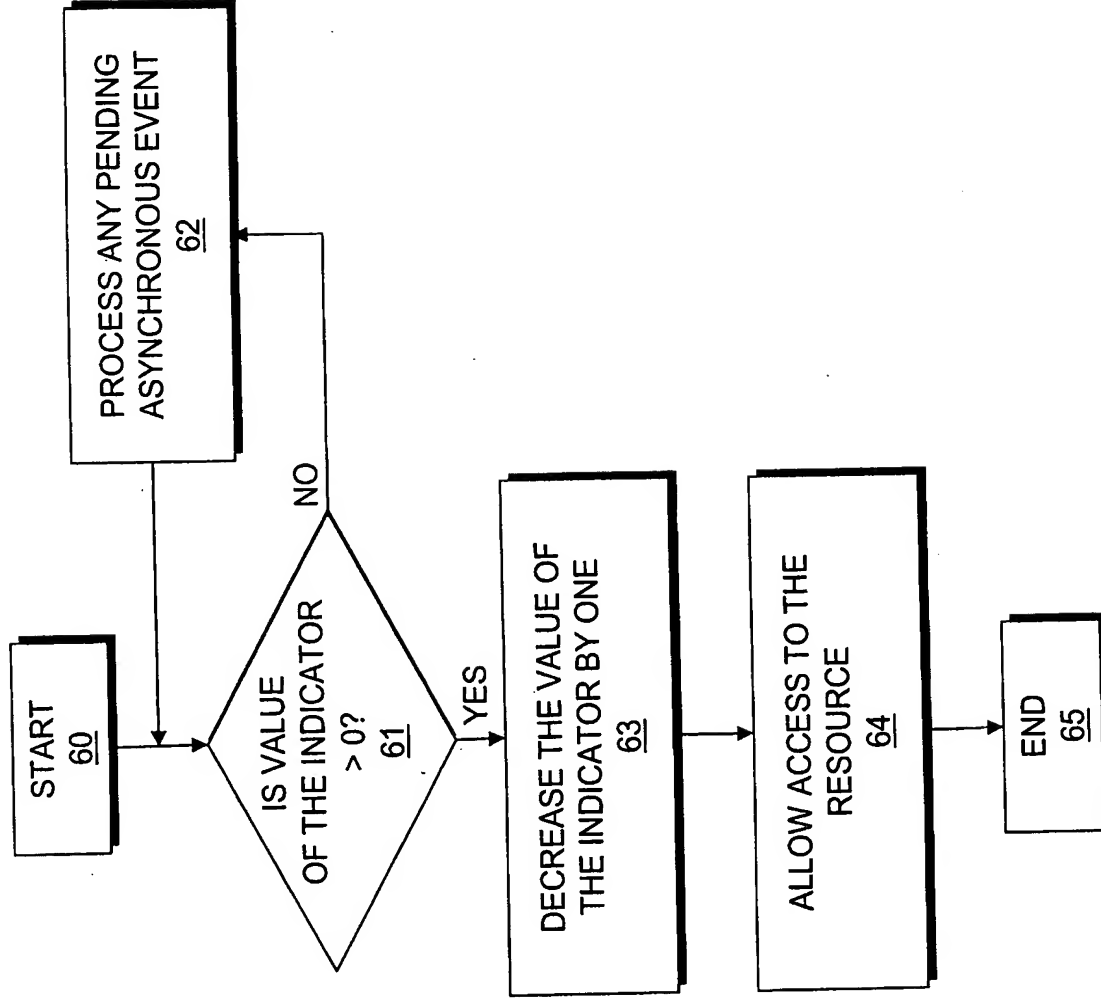 START
60
IS VALUE
OF THE INDICATOR
> 0?
61
NO
PROCESS ANY PENDING
ASYNCHRONOUS EVENT
62
YES
DECREASE THE VALUE OF
THE INDICATOR BY ONE
63
ALLOW ACCESS TO THE
RESOURCE
64
END
65